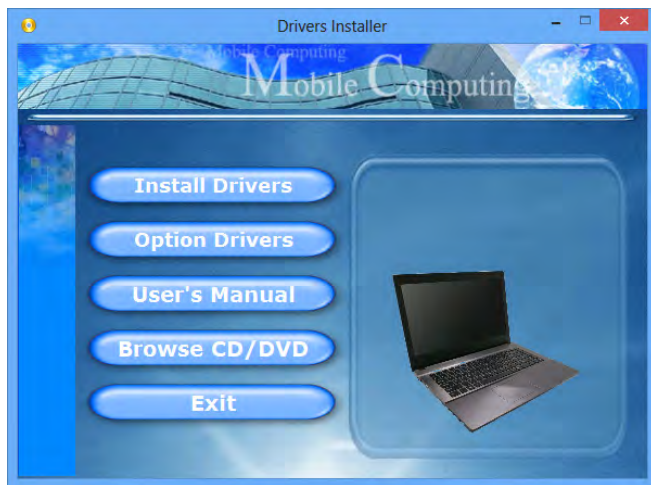 Drivers Installer
Mobile Computing
Mobile Computing
Install Drivers
Option Drivers
User's Manual
Browse CD/DVD
Exit